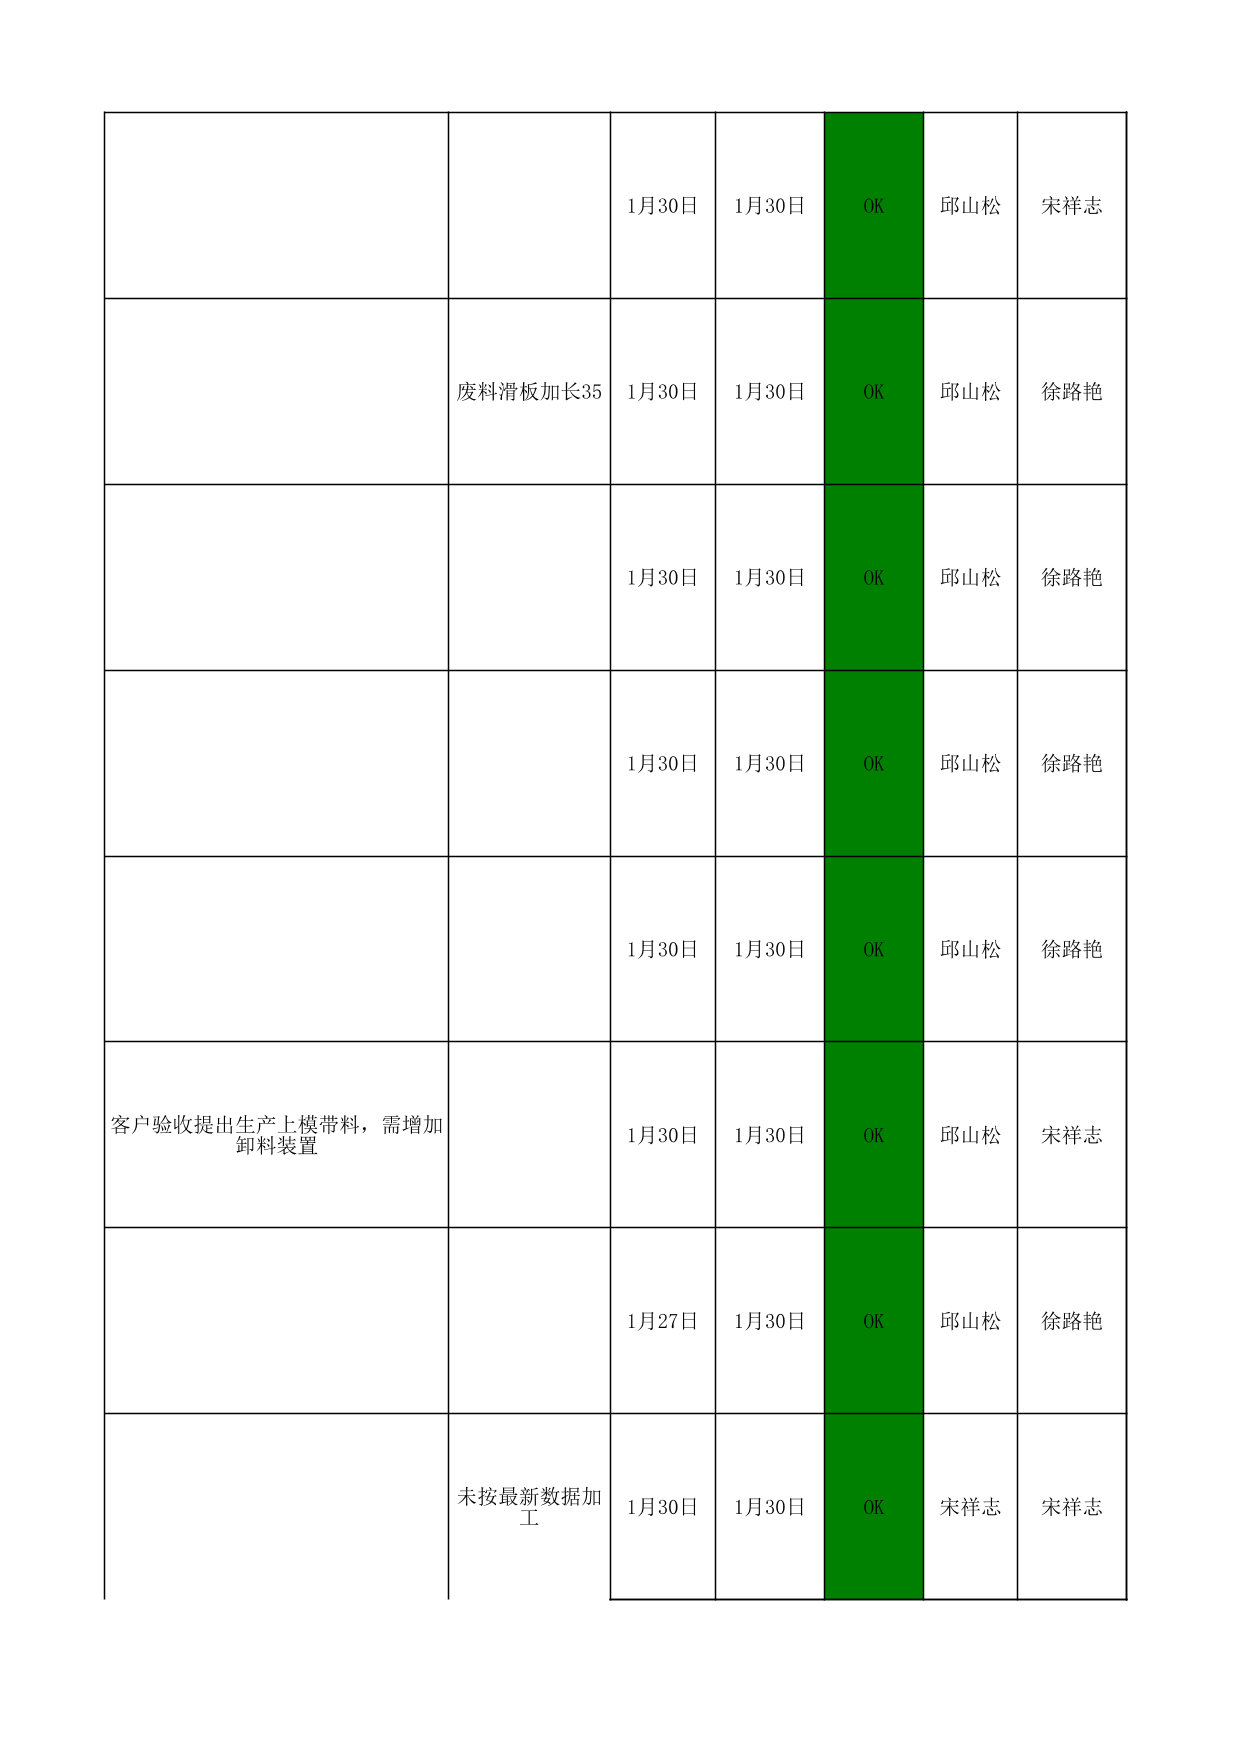 1月30日 1月30日 OK 邱山松 宋祥志
废料滑板加长35 1月30日 1月30日 OK 邱山松 徐路艳
1月30日 1月30日 OK 邱山松 徐路艳
1月30日 1月30日 OK 邱山松 徐路艳
1月30日 1月30日 OK 邱山松 徐路艳
客户验收提出生产上模带料，需增加
卸料装置
1月30日 1月30日 OK 邱山松 宋祥志
1月27日 1月30日 OK 邱山松 徐路艳
未按最新数据加
工
1月30日 1月30日 OK 宋祥志 宋祥志